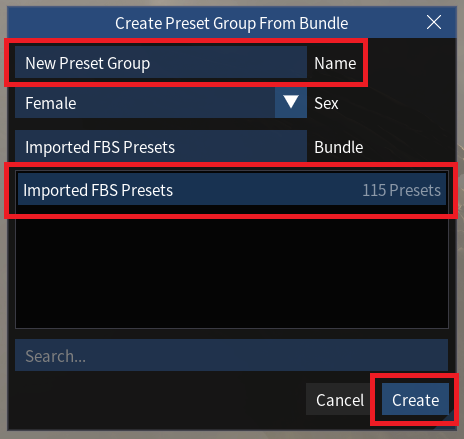 Create Preset Group From Bundle
New Preset Group Name
Female Sex
Imported FBS Presets Bundle
Imported FBS Presets 115 Presets
Search...
Cancel Create